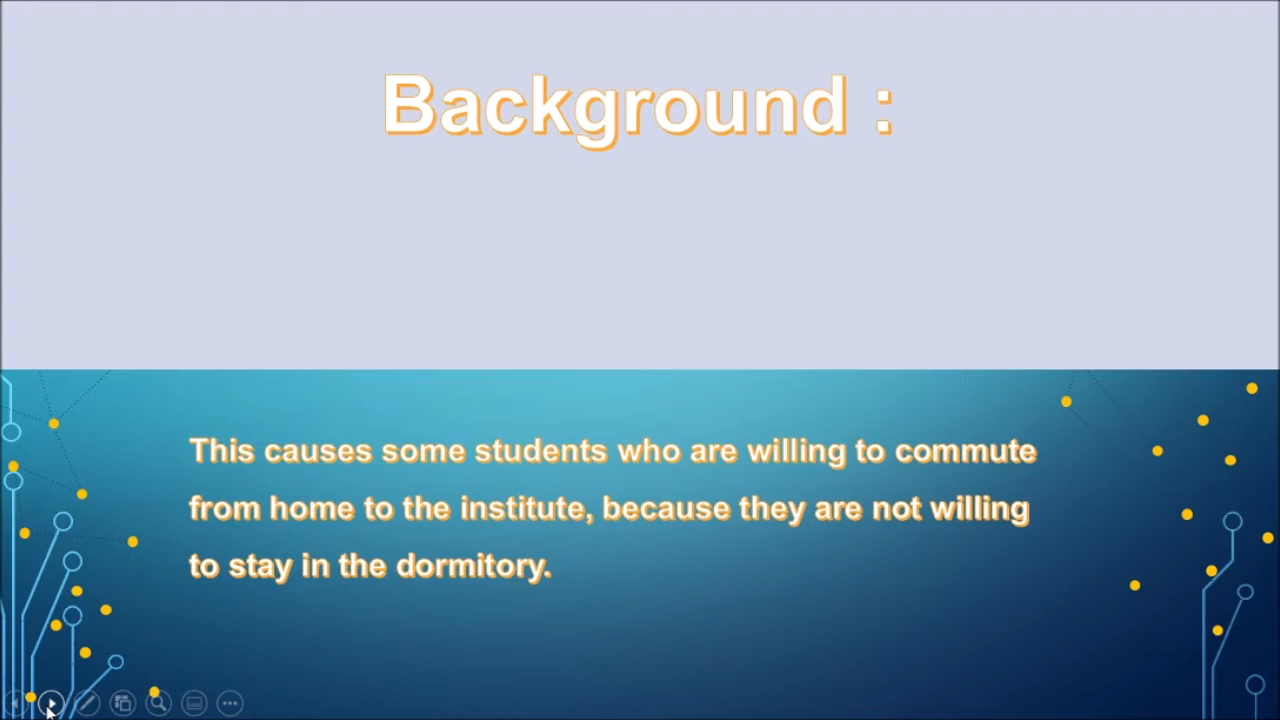 Background :
This causes some students who are willing to commute
from home to the institute, because they are not willing
to stay in the dormitory.